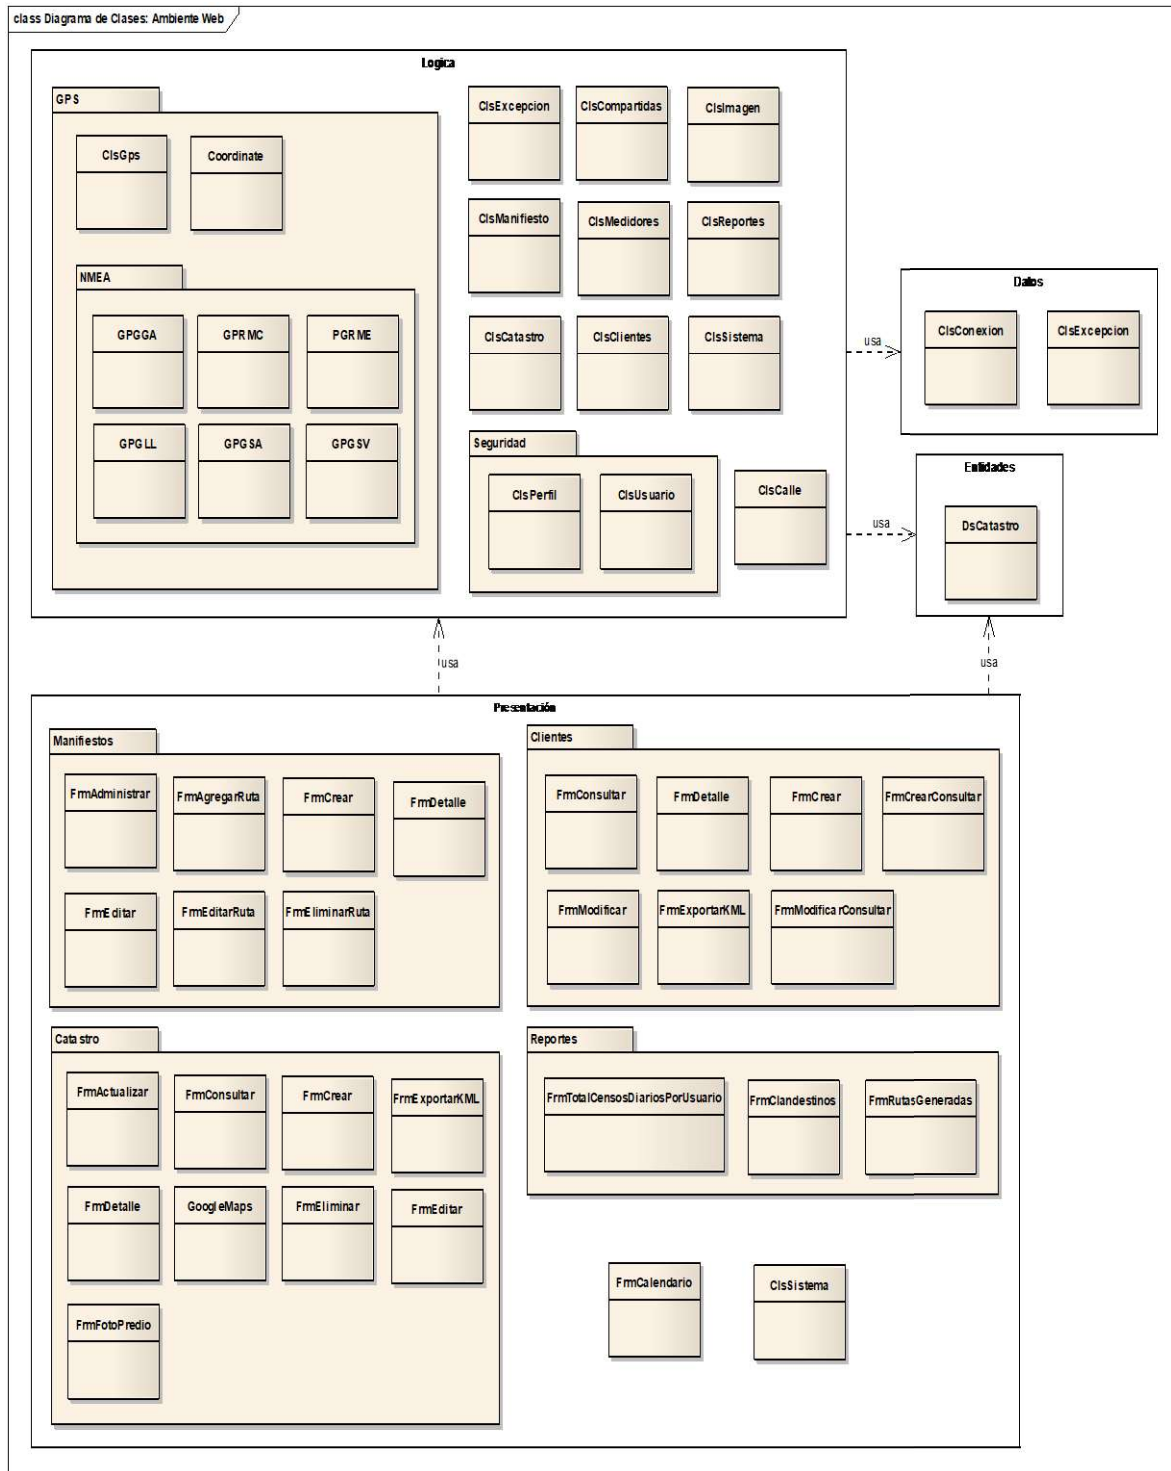 class Diagrama de Clases: Ambiente Web
Logica
GPS
ClsGps
Coordinate
NMEA
GPGGA
GPRMC
PGRME
GPGLL
GPGSA
GPGSV
ClsExcepcion
ClsCompartidas
ClsImagen
ClsManifiesto
ClsMedidores
ClsReportes
ClsCatastro
ClsClientes
ClsSistema
Seguridad
ClsPerfil
ClsUsuario
ClsCalle
usa
Datos
ClsConexion
ClsExcepcion
usa
Entidades
DsCatastro
usa
usa
Presentación
Manifiestos
FrmAdministrar
FrmAgregarRuta
FrmCrear
FrmDetalle
FrmEditar
FrmEditarRuta
FrmEliminarRuta
Clientes
FrmConsultar
FrmDetalle
FrmCrear
FrmCrearConsultar
FrmModificar
FrmExportarKML
FrmModificarConsultar
Catastro
FrmActualizar
FrmConsultar
FrmCrear
FrmExportarKML
FrmDetalle
GoogleMaps
FrmEliminar
FrmEditar
FrmFotoPredio
Reportes
FrmTotalCensosDiariosPorUsuario
FrmClandestinos
FrmRutasGeneradas
FrmCalendario
ClsSistema